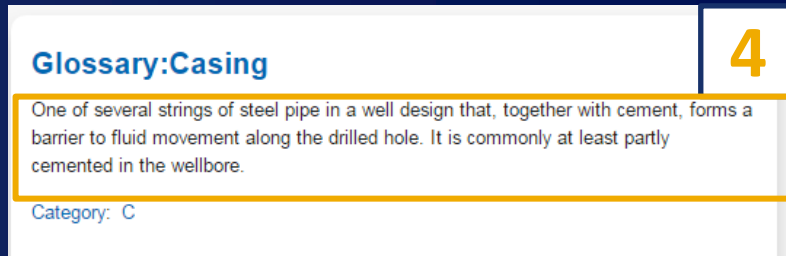 4
Glossary:Casing
One of several strings of steel pipe in a well design that, together with cement, forms a
barrier to fluid movement along the drilled hole. It is commonly at least partly
cemented in the wellbore.
Category: C